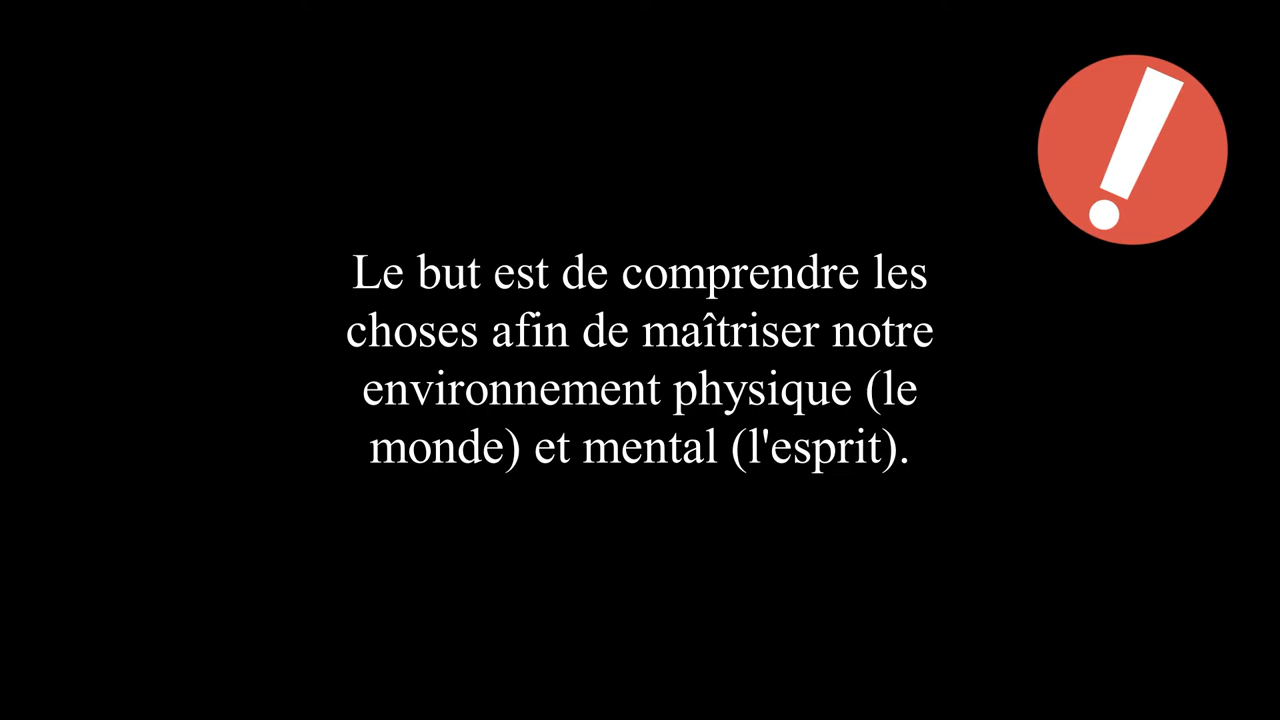 Le but est de comprendre les
choses afin de maîtriser notre
environnement physique (le
monde) et mental (l'esprit).